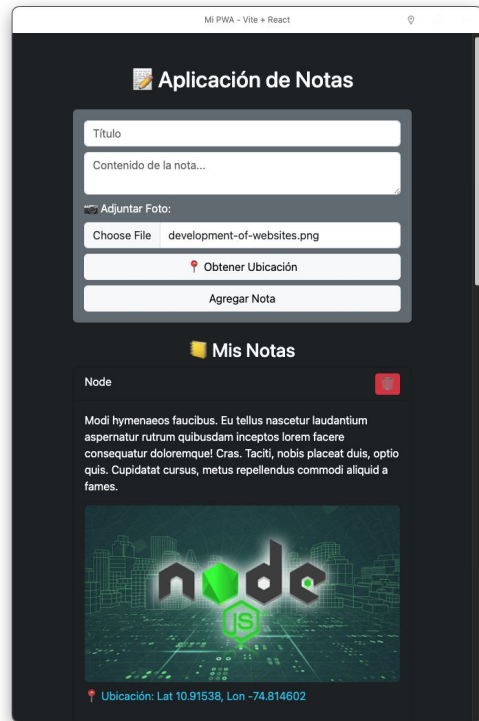 Mi PWA - Vite + React
📝 Aplicación de Notas
Título
Contenido de la nota...
📷 Adjuntar Foto:
Choose File development-of-websites.png
📍 Obtener Ubicación
Agregar Nota
📒 Mis Notas
Node
Modi hymenaeos faucibus. Eu tellus nascetur laudantium
aspernatur rutrum quibusdam inceptos lorem facere
consequatur doloremque! Cras. Taciti, nobis placeat duis, optio
quis. Cupidatat cursus, metus repellendus commodi aliquid a
fames.
node
JS
📍 Ubicación: Lat 10.91538, Lon -74.814602